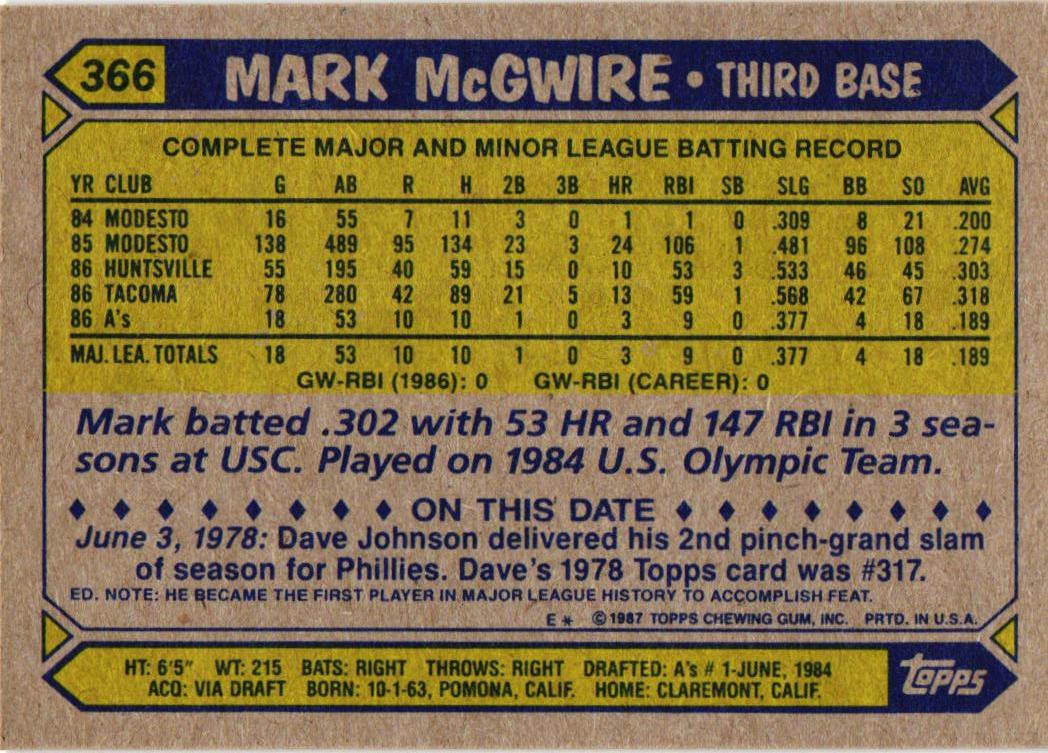 366 MARK McGWIRE • THIRD BASE
COMPLETE MAJOR AND MINOR LEAGUE BATTING RECORD
YR CLUB G AB R H 2B 3B HR RBI SB SLG BB SO AVG
84 MODESTO 16 55 7 11 3 0 1 1 0 .309 8 21 .200
85 MODESTO 138 489 95 134 23 3 24 106 1 .481 96 108 .274
86 HUNTSVILLE 55 195 40 59 15 0 10 53 3 .533 46 45 .303
86 TACOMA 78 280 42 89 21 5 13 59 1 .568 42 67 .318
86 A's 18 53 10 10 1 0 3 9 0 .377 4 18 .189
MAJ. LEA. TOTALS 18 53 10 10 1 0 3 9 0 .377 4 18 .189
GW-RBI (1986): 0 GW-RBI (CAREER): 0
Mark batted .302 with 53 HR and 147 RBI in 3 sea-
sons at USC. Played on 1984 U.S. Olympic Team.
ON THIS DATE
June 3, 1978: Dave Johnson delivered his 2nd pinch-grand slam
of season for Phillies. Dave's 1978 Topps card was #317.
ED. NOTE: HE BECAME THE FIRST PLAYER IN MAJOR LEAGUE HISTORY TO ACCOMPLISH FEAT.
E * ©1987 TOPPS CHEWING GUM, INC. PRTD. IN U.S.A.
HT: 6'5" WT: 215 BATS: RIGHT THROWS: RIGHT DRAFTED: A's # 1-JUNE, 1984
ACQ: VIA DRAFT BORN: 10-1-63, POMONA, CALIF. HOME: CLAREMONT, CALIF.
topps